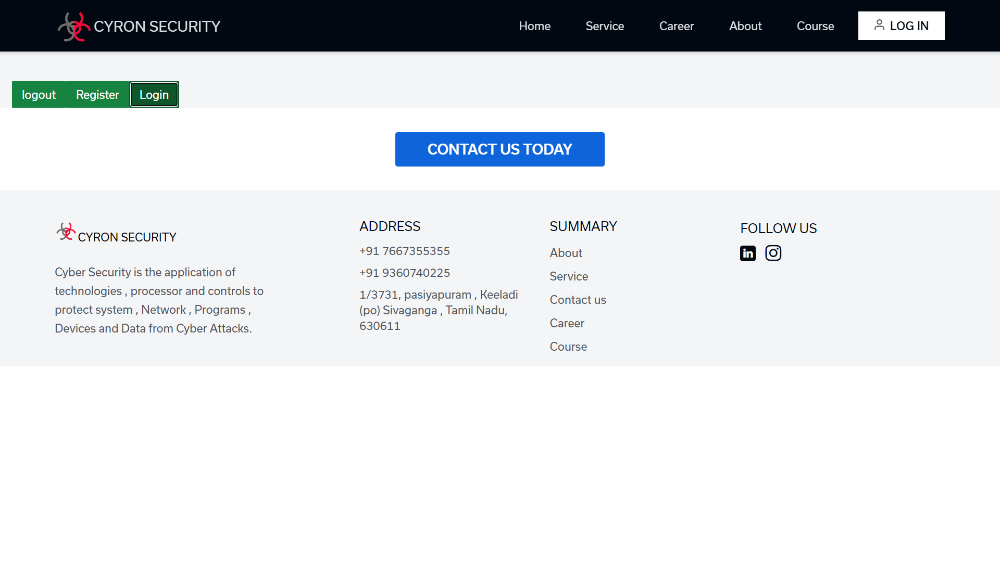 CYRON SECURITY
Home
Service
Career
About
Course
LOG IN
logout
Register
Login
CONTACT US TODAY
CYRON SECURITY
Cyber Security is the application of
technologies , processor and controls to
protect system , Network , Programs ,
Devices and Data from Cyber Attacks.
ADDRESS
+91 7667355355
+91 9360740225
1/3731, pasiyapuram , Keeladi
(po) Sivaganga , Tamil Nadu,
630611
SUMMARY
About
Service
Contact us
Career
Course
FOLLOW US
in